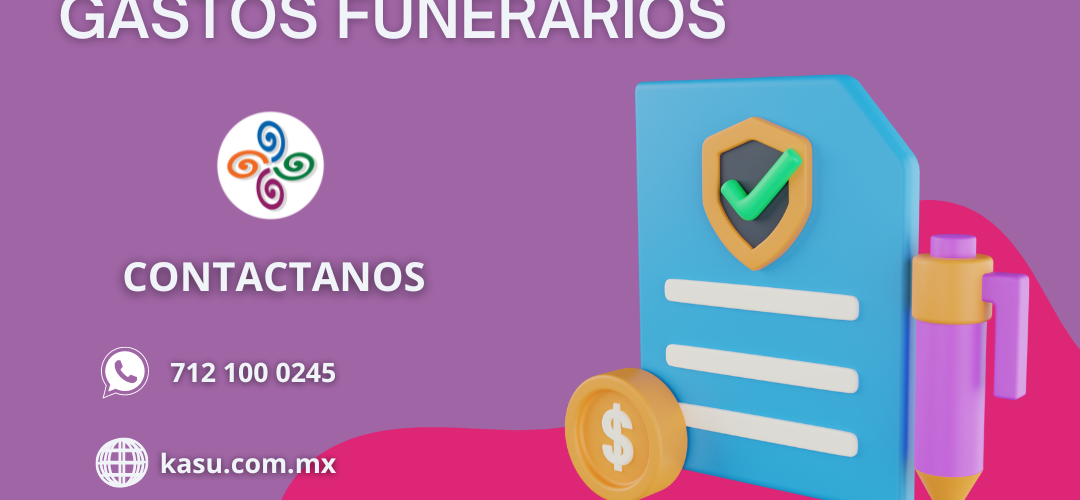 GASTOS FUNERARIOS
CONTACTANOS
712 100 0245
kasu.com.mx
$